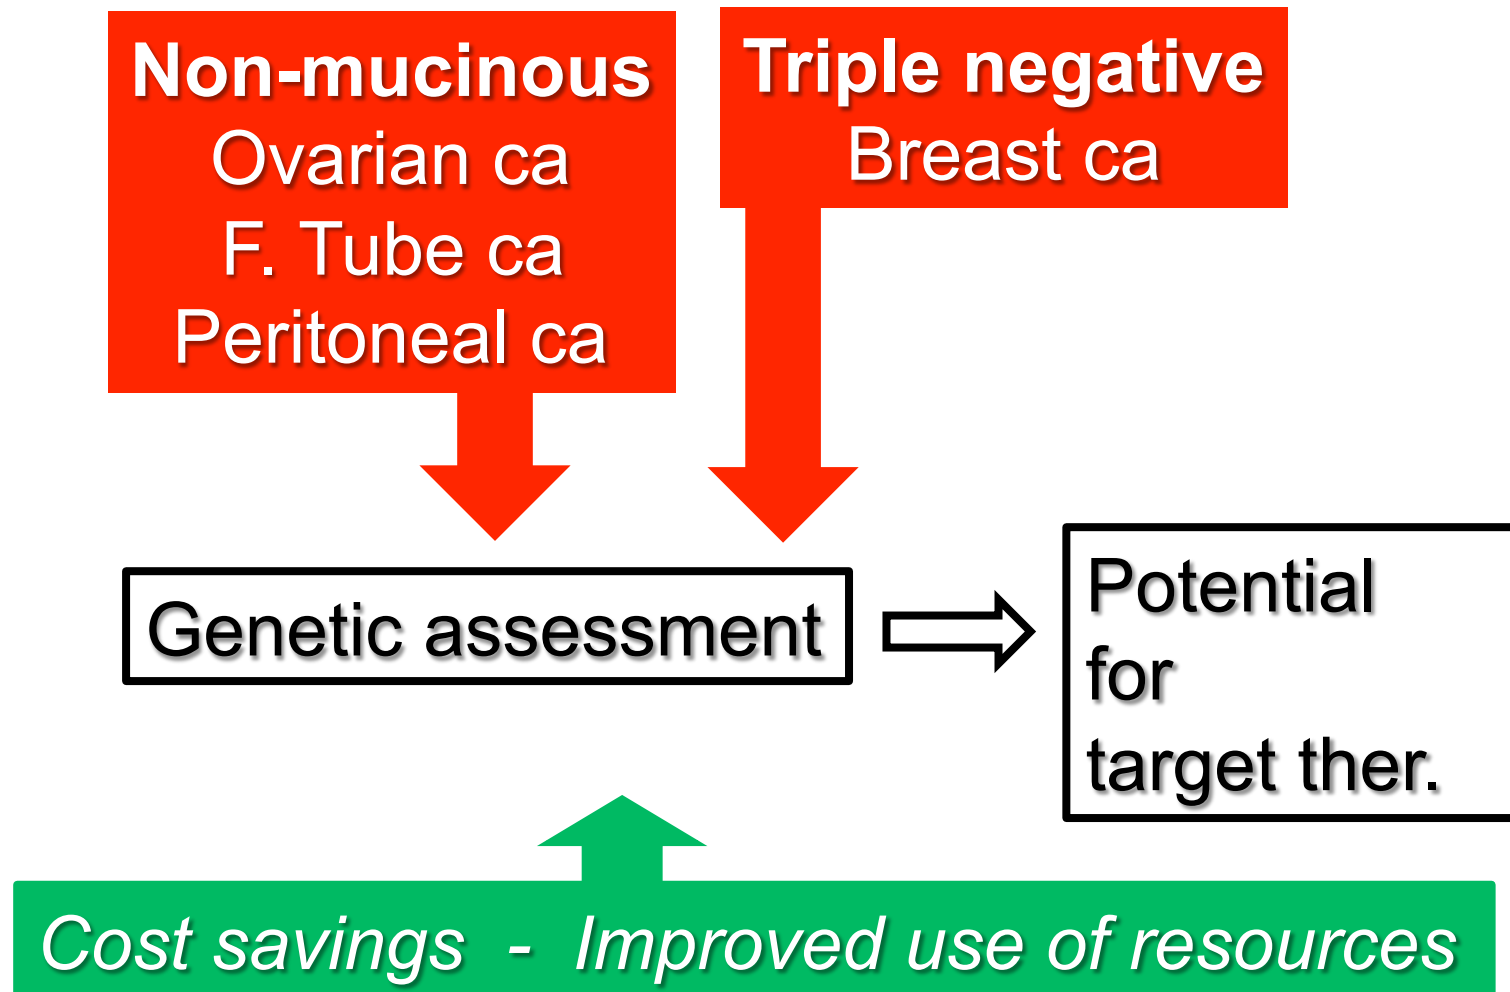 Non-mucinous
Ovarian ca
F. Tube ca
Peritoneal ca
Triple negative
Breast ca
Genetic assessment
Potential
for
target ther.
Cost savings - Improved use of resources